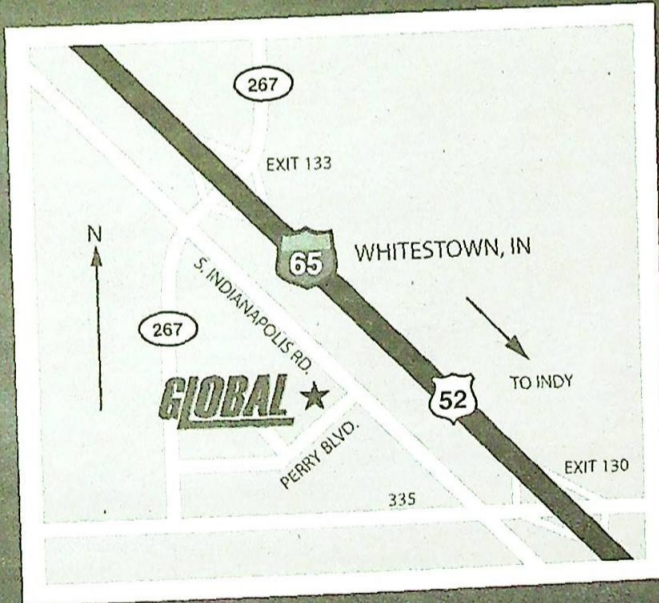 267
EXIT 133
N
65
WHITESTOWN, IN
S. INDIANAPOLIS RD.
267
TO INDY
GLOBAL
52
PERRY BLVD.
EXIT 130
335